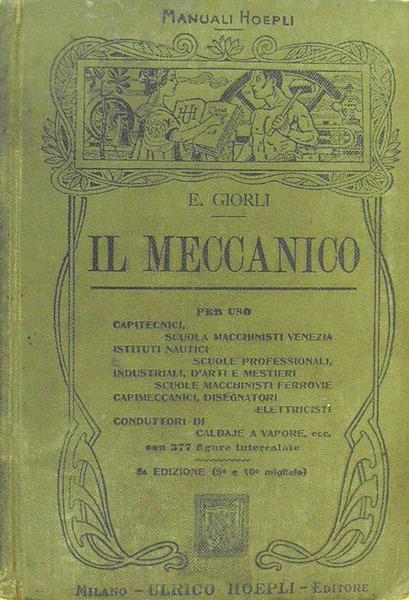 MANUALI HOEPLI
E. GIORLI
IL MECCANICO
PER USO
CAPITECNICI,
SCUOLA MACCHINISTI VENEZIA
ISTITUTI NAUTICI
SCUOLE PROFESSIONALI,
INDUSTRIALI, D'ARTI E MESTIERI
SCUOLE MACCHINISTI FERROVIE
CAPIMECCANICI, DISEGNATORI
ELETTRICISTI
CONDUTTORI DI
CALDAJE A VAPORE, ecc.
con 377 figure intercalate
6a EDIZIONE (9° e 10° migliaio)
MILANO - ULRICO HOEPLI - EDITORE